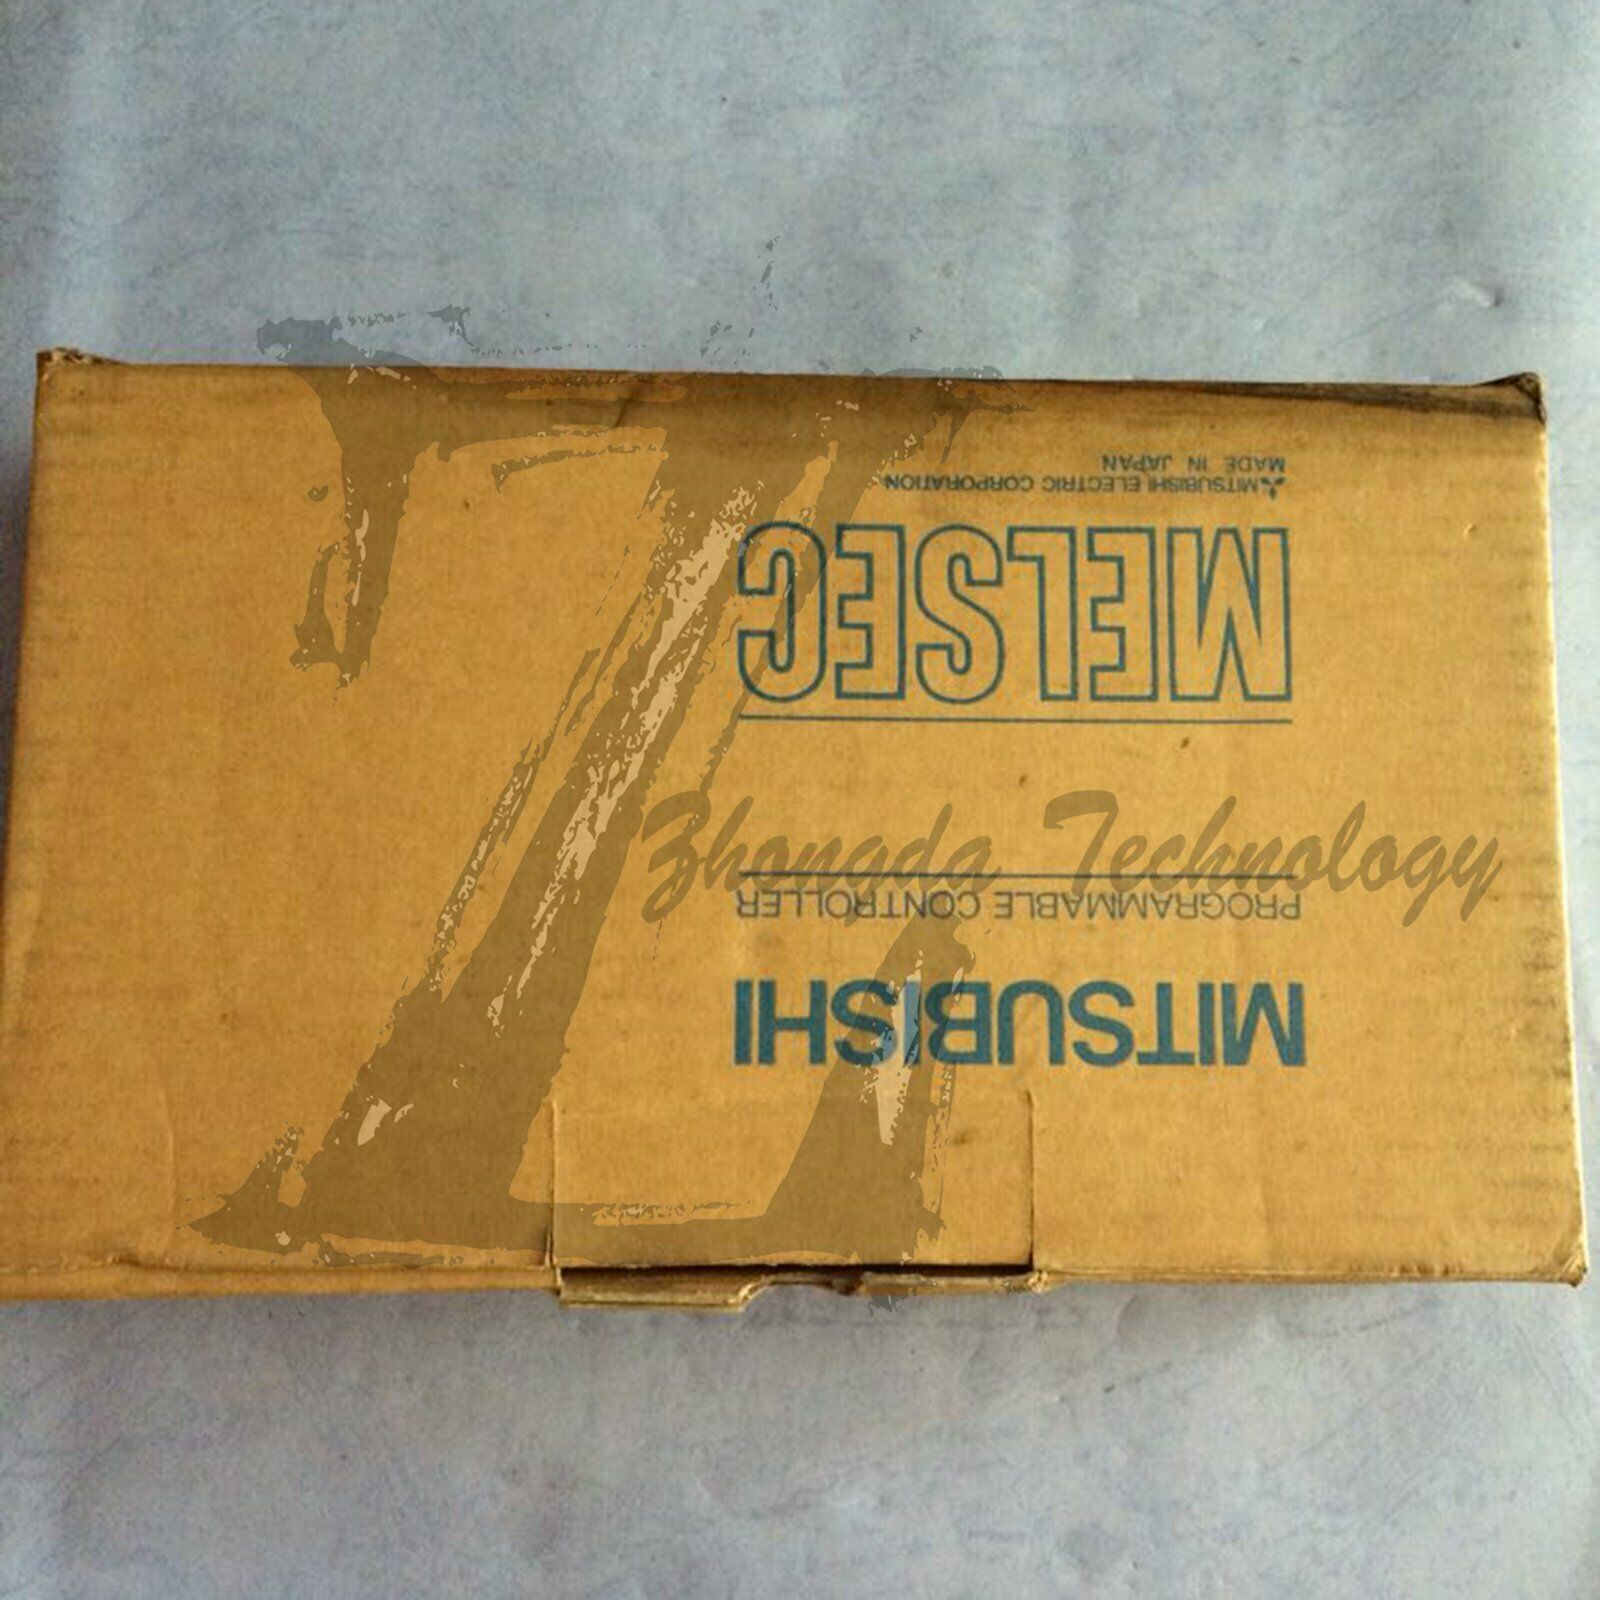 MITSUBISHI
PROGRAMMABLE CONTROLLER
MELSEC
MITSUBISHI ELECTRIC CORPORATION
MADE IN JAPAN
Zhongda Technology